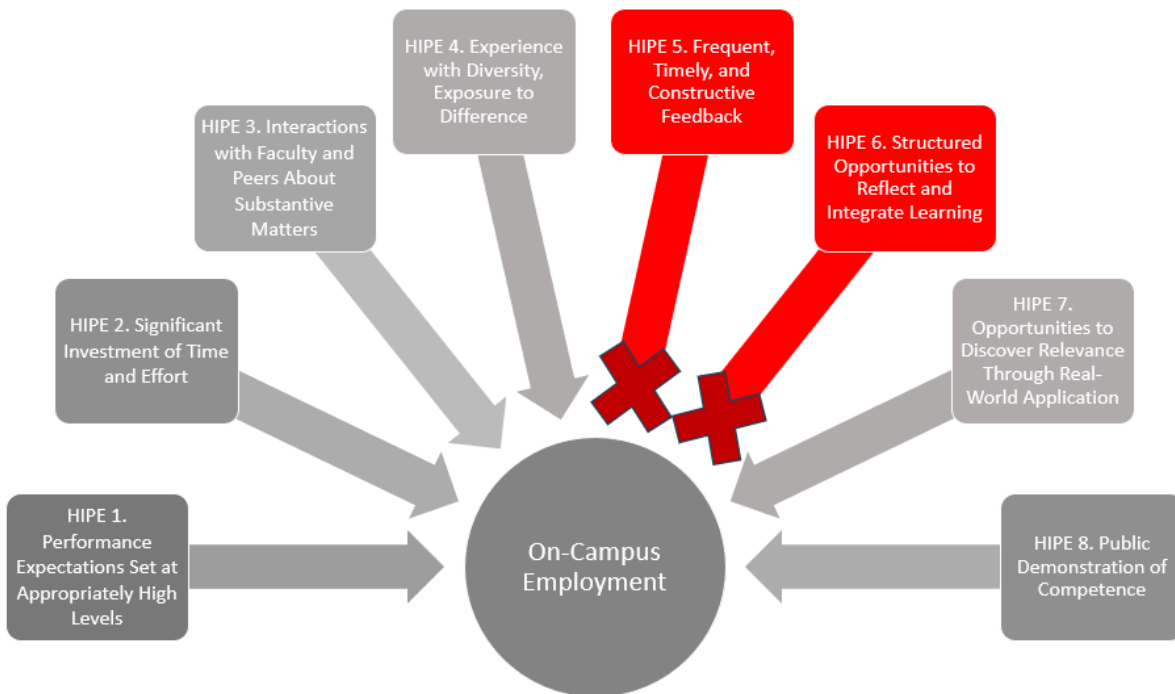 HIPE 1.
Performance
Expectations Set at
Appropriately High
Levels
HIPE 2. Significant
Investment of Time
and Effort
HIPE 3. Interactions
with Faculty and
Peers About
Substantive
Matters
HIPE 4. Experience
with Diversity,
Exposure to
Difference
HIPE 5. Frequent,
Timely, and
Constructive
Feedback
HIPE 6. Structured
Opportunities to
Reflect and
Integrate Learning
HIPE 7.
Opportunities to
Discover Relevance
Through Real-
World Application
HIPE 8. Public
Demonstration of
Competence
On-Campus
Employment